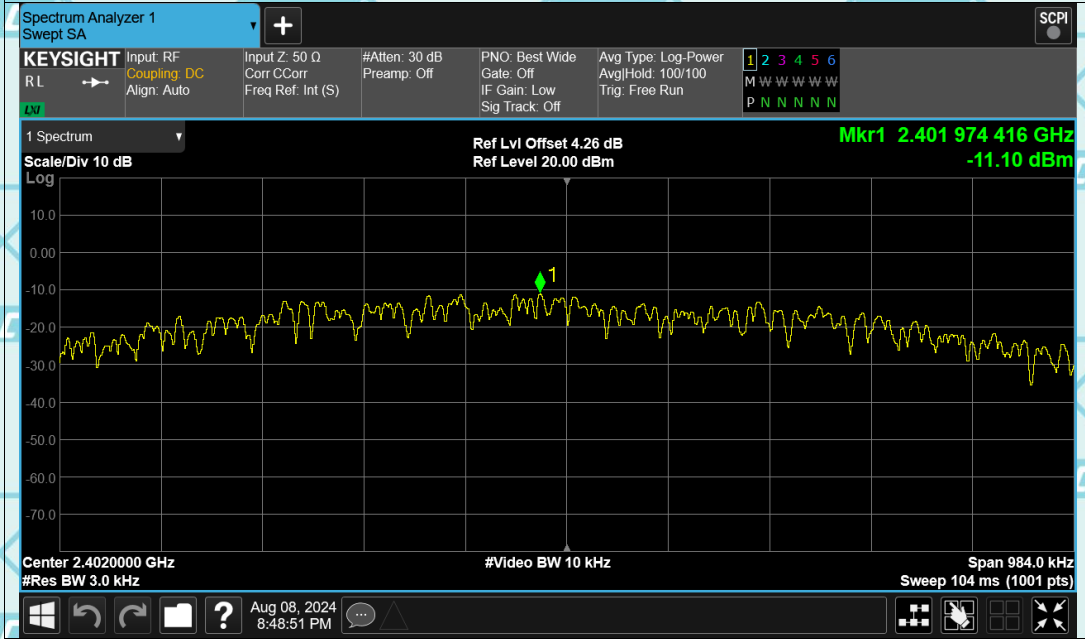 Spectrum Analyzer 1
Swept SA
+
SCPI
KEYSIGHT
R L
LXI
Input: RF
Coupling: DC
Align: Auto
Input Z: 50 Ω
Corr CCorr
Freq Ref: Int (S)
#Atten: 30 dB
Preamp: Off
PNO: Best Wide
Gate: Off
IF Gain: Low
Sig Track: Off
Avg Type: Log-Power
Avg|Hold: 100/100
Trig: Free Run
1 2 3 4 5 6
M W W W W W
P N N N N N
1 Spectrum
Scale/Div 10 dB
Log
Ref Lvl Offset 4.26 dB
Ref Level 20.00 dBm
Mkr1 2.401 974 416 GHz
-11.10 dBm
1
10.0
0.00
-10.0
-20.0
-30.0
-40.0
-50.0
-60.0
-70.0
Center 2.4020000 GHz
#Res BW 3.0 kHz
#Video BW 10 kHz
Span 984.0 kHz
Sweep 104 ms (1001 pts)
?
Aug 08, 2024
8:48:51 PM